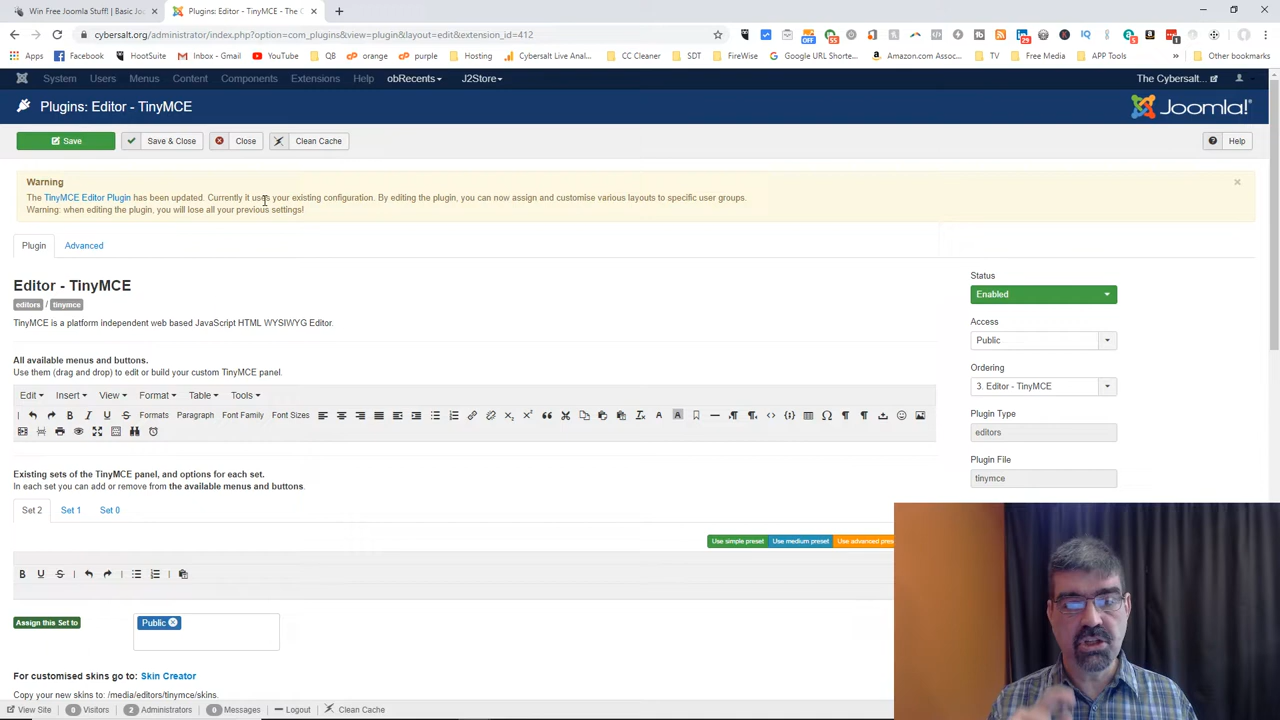 Win Free Joomla Stuff! | Basic Jo
Plugins: Editor - TinyMCE - The C
cybersalt.org/administrator/index.php?option=com_plugins&view=plugin&layout=edit&extension_id=412
Apps Facebook HootSuite Inbox - Gmail YouTube QB purple Hosting Cybersalt Live Anal... CC Cleaner SDT FireWise Google URL Shorte... Amazon.com Assoc... TV Free Media APP Tools Other bookmarks
System Users Menus Content Components Extensions Help obRecents J2Store The Cybersalt...
Plugins: Editor - TinyMCE
Joomla!
Save Save & Close Close Clean Cache Help
Warning
The TinyMCE Editor Plugin has been updated. Currently it uses your existing configuration. By editing the plugin, you can now assign and customise various layouts to specific user groups.
Warning: when editing the plugin, you will lose all your previous settings!
Plugin Advanced
Editor - TinyMCE
editors / tinymce
TinyMCE is a platform independent web based JavaScript HTML WYSIWYG Editor.
All available menus and buttons.
Use them (drag and drop) to edit or build your custom TinyMCE panel.
Edit Insert View Format Table Tools
Formats Paragraph Font Family Font Sizes
Existing sets of the TinyMCE panel, and options for each set.
In each set you can add or remove from the available menus and buttons.
Set 2 Set 1 Set 0
Use simple preset Use medium preset Use advanced pres
Assign this Set to
Public
For customised skins go to: Skin Creator
Copy your new skins to: /media/editors/tinymce/skins.
Status
Enabled
Access
Public
Ordering
3. Editor - TinyMCE
Plugin Type
editors
Plugin File
tinymce
View Site 0 Visitors 2 Administrators 0 Messages Logout Clean Cache